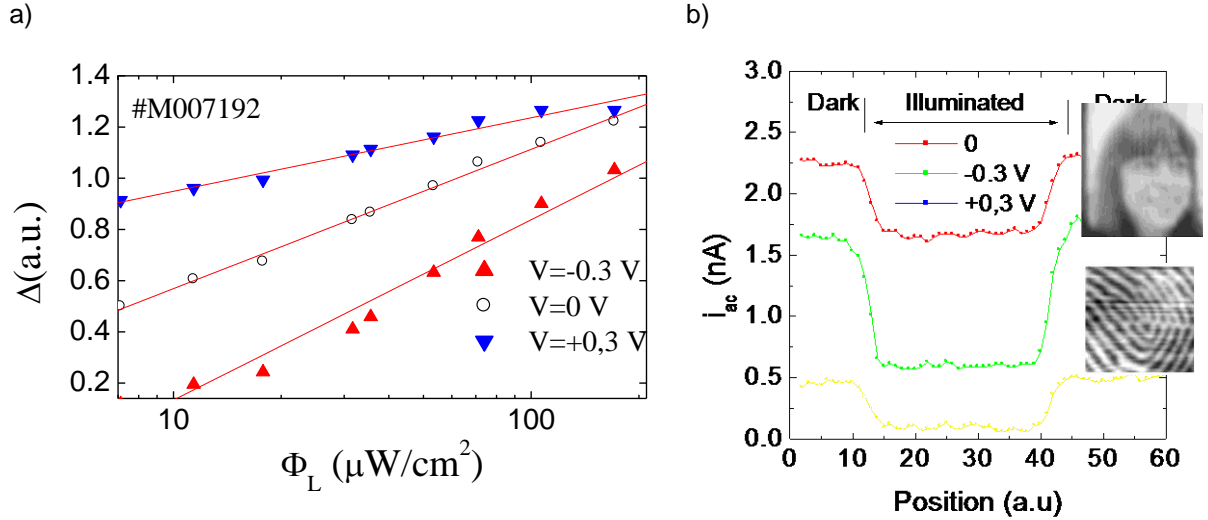 a)
b)
#M007192
1.4
1.2
1.0
0.8
0.6
0.4
0.2
Δ(a.u.)
V=-0.3 V
V=0 V
V=+0,3 V
10
100
Φ_L (μW/cm²)
3.0
2.5
2.0
1.5
1.0
0.5
0.0
i_ac (nA)
Dark
Illuminated
Dark
0
-0.3 V
+0,3 V
0
10
20
30
40
50
60
Position (a.u)